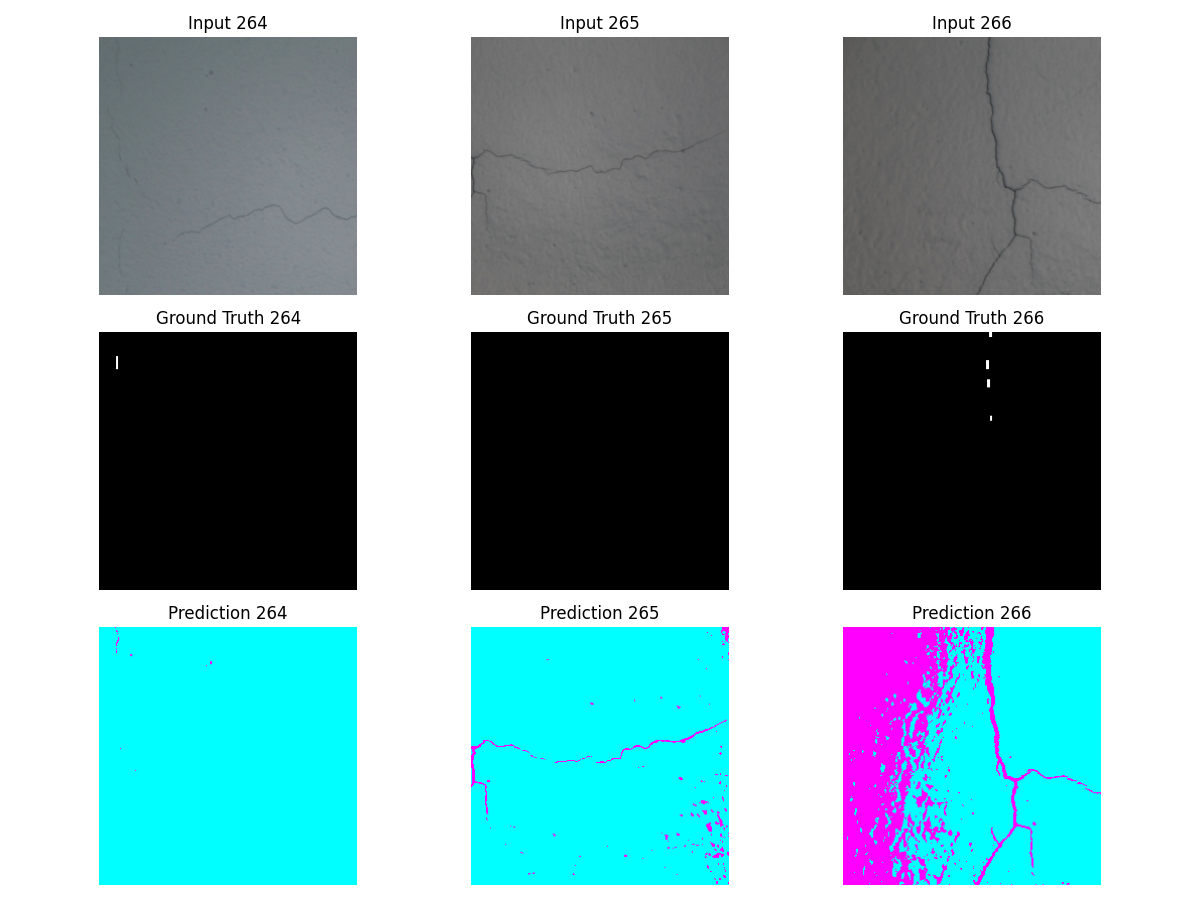 Input 264
Input 265
Input 266
Ground Truth 264
Ground Truth 265
Ground Truth 266
Prediction 264
Prediction 265
Prediction 266